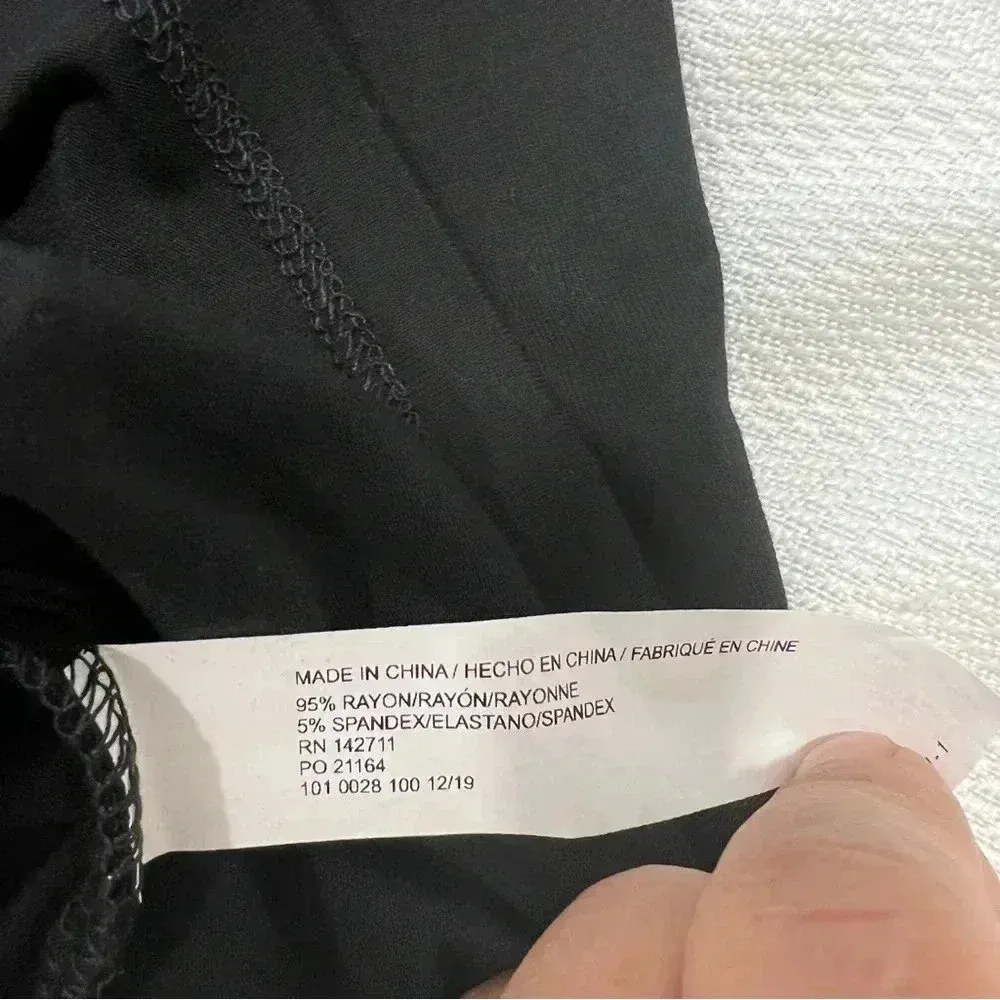 MADE IN CHINA / HECHO EN CHINA / FABRIQUÉ EN CHINE
95% RAYON/RAYÓN/RAYONNE
5% SPANDEX/ELASTANO/SPANDEX
RN 142711
PO 21164
101 0028 100 12/19